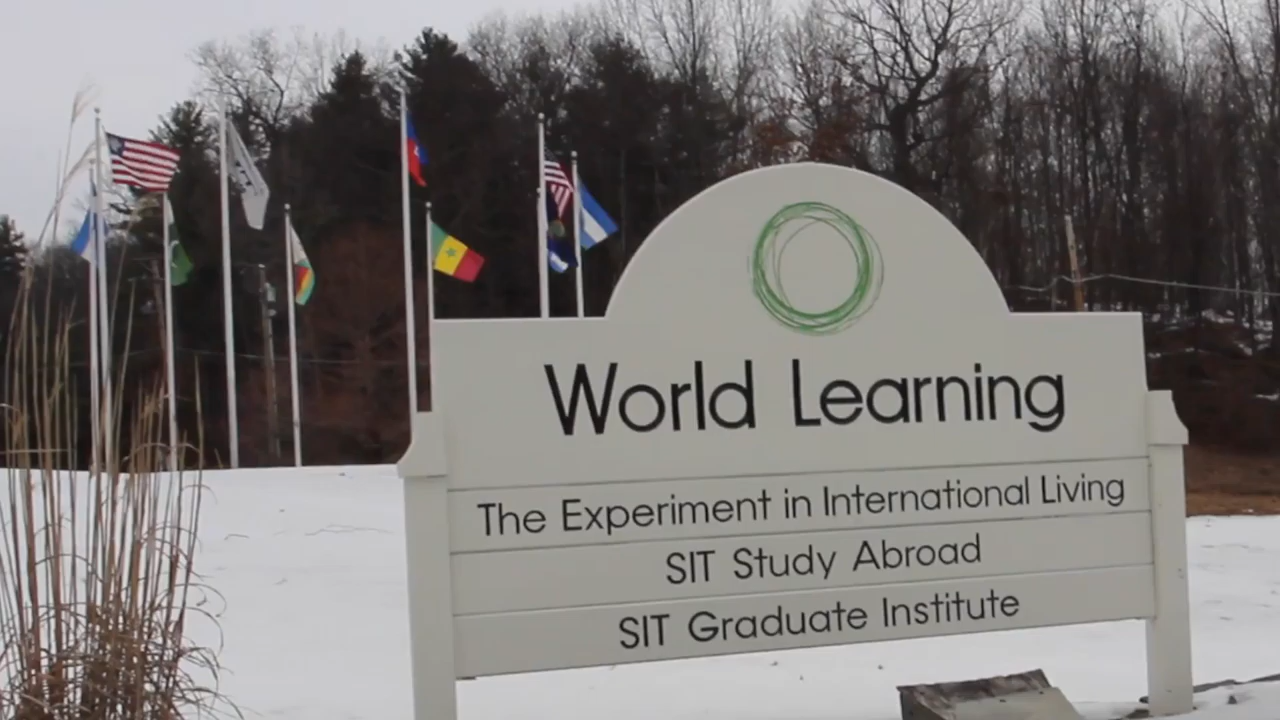 World Learning
The Experiment in International Living
SIT Study Abroad
SIT Graduate Institute